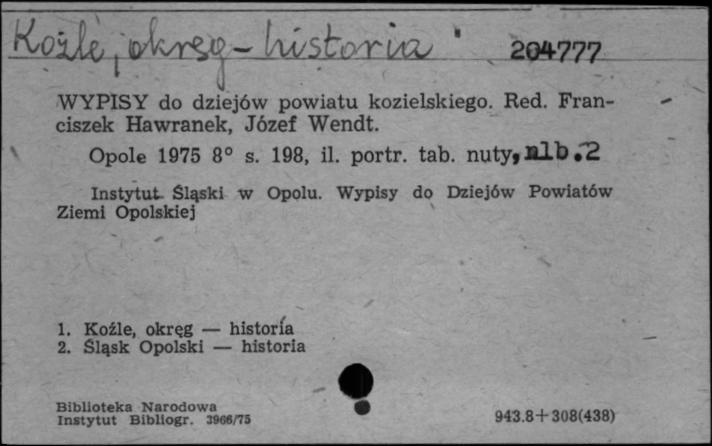 Koźle, okręg - historia 204777
WYPISY do dziejów powiatu kozielskiego. Red. Fran-
ciszek Hawranek, Józef Wendt.
Opole 1975 8° s. 198, il. portr. tab. nuty, nlb. 2
Instytut Śląski w Opolu. Wypisy do Dziejów Powiatów
Ziemi Opolskiej
1. Koźle, okręg — historia
2. Śląsk Opolski — historia
Biblioteka Narodowa
Instytut Bibliogr. 3966/75
943.8+308(438)